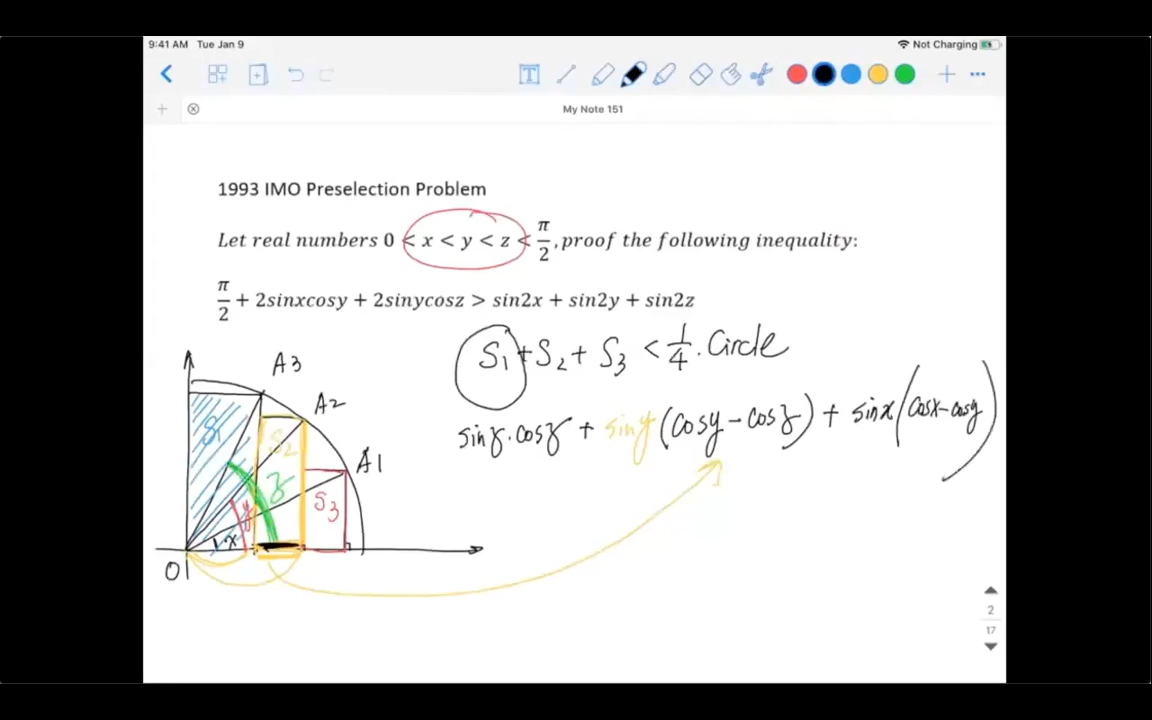 9:41 AM Tue Jan 9
Not Charging
My Note 151
1993 IMO Preselection Problem
Let real numbers 0 < x < y < z < π/2, proof the following inequality:
π/2 + 2sinxcosy + 2sinycosz > sin2x + sin2y + sin2z
S1 + S2 + S3 < 1/4 . Circle
sinz.cosz + siny (cosy - cosz) + sinx (cosx - cosy)
A3
A2
A1
S1
S2
S3
z
y
x
O
2
17